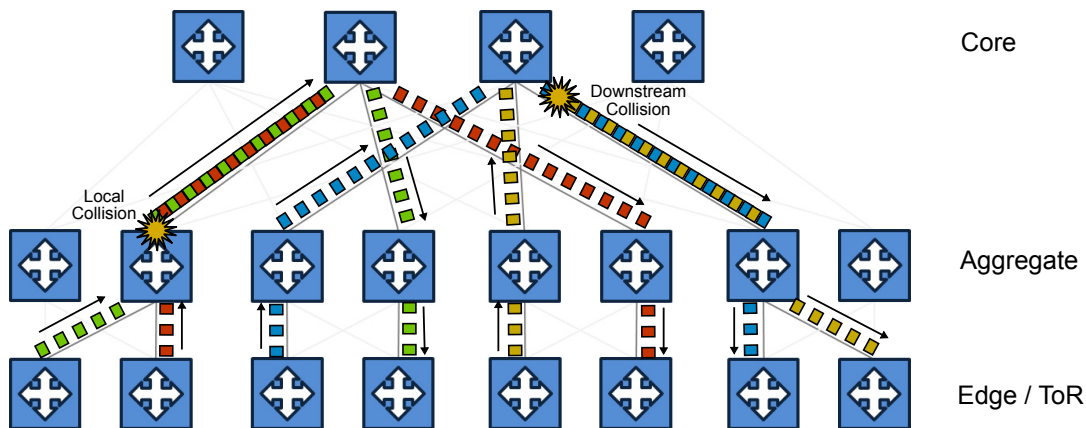 Core
Downstream
Collision
Local
Collision
Aggregate
Edge / ToR